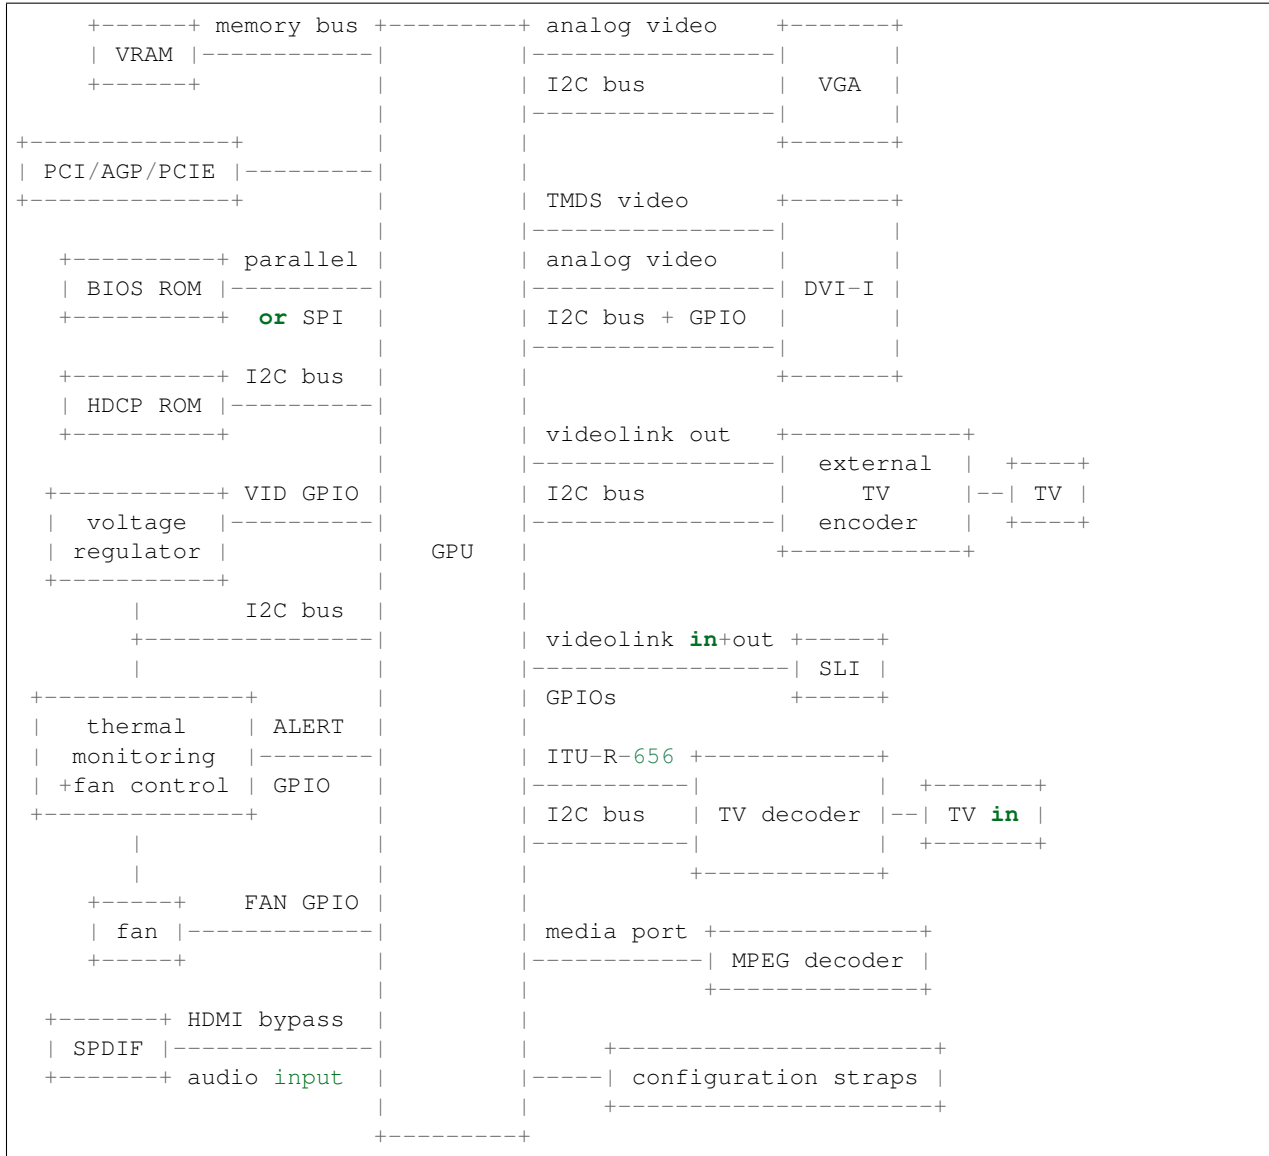 memory bus analog video
VRAM
I2C bus VGA
PCI/AGP/PCIE
TMDS video
parallel analog video
BIOS ROM DVI-I
or SPI I2C bus + GPIO
I2C bus
HDCP ROM
videolink out
external
VID GPIO I2C bus TV TV
voltage encoder
regulator GPU
I2C bus
videolink in+out
SLI
GPIOs
thermal ALERT
monitoring ITU-R-656
+fan control GPIO
I2C bus TV decoder TV in
FAN GPIO
fan media port
MPEG decoder
HDMI bypass
SPDIF
audio input configuration straps